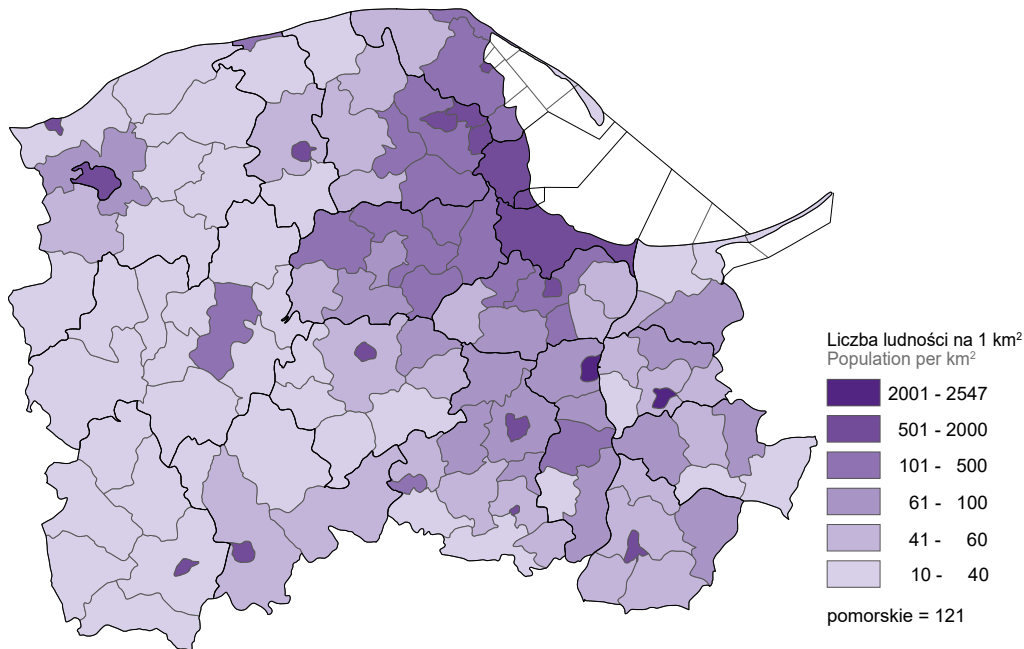 Liczba ludności na 1 km²
Population per km²
2001 - 2547
501 - 2000
101 - 500
61 - 100
41 - 60
10 - 40
pomorskie = 121